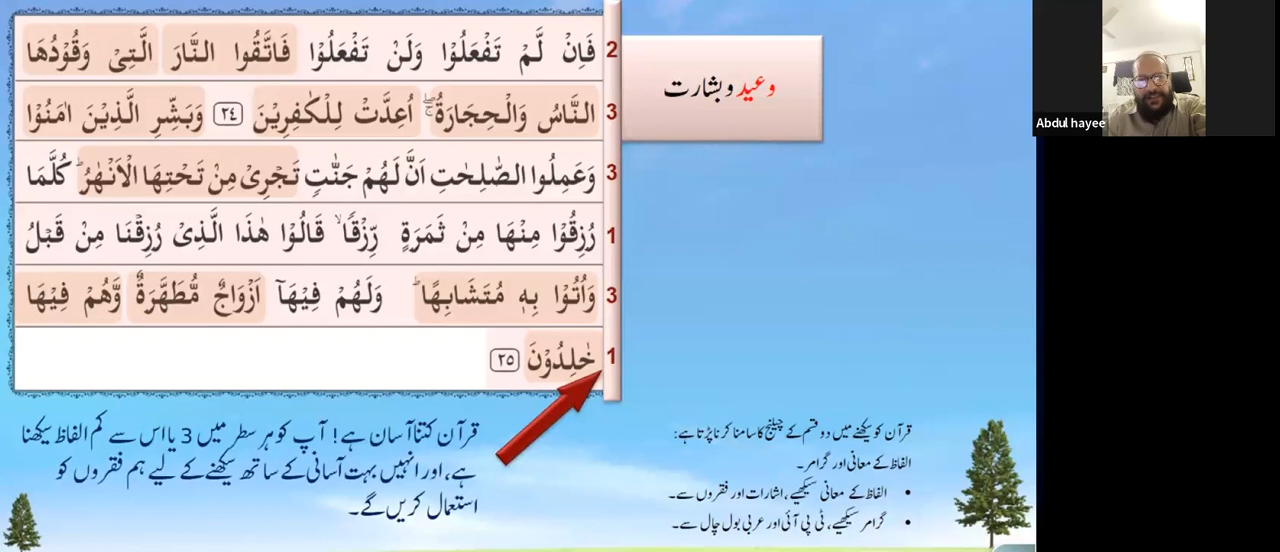 فَاِنْ لَّمْ تَفْعَلُوْا وَلَنْ تَفْعَلُوْا فَاتَّقُوا النَّارَ الَّتِیْ وَقُوْدُهَا 2
النَّاسُ وَالْحِجَارَةُ ۖۚ اُعِدَّتْ لِلْكٰفِرِیْنَ ﴿٢٤﴾ وَبَشِّرِ الَّذِیْنَ اٰمَنُوْا 3
وَعَمِلُوا الصّٰلِحٰتِ اَنَّ لَهُمْ جَنّٰتٍ تَجْرِیْ مِنْ تَحْتِهَا الْاَنْهٰرُ ؕ كُلَّمَا 3
رُزِقُوْا مِنْهَا مِنْ ثَمَرَةٍ رِّزْقًا ۙ قَالُوْا هٰذَا الَّذِیْ رُزِقْنَا مِنْ قَبْلُ 1
وَاُتُوْا بِهٖ مُتَشَابِهًا ؕ وَلَهُمْ فِیْهَاۤ اَزْوَاجٌ مُّطَهَّرَةٌ وَّهُمْ فِیْهَا 3
خٰلِدُوْنَ ﴿٢٥﴾ 1
وعید و بشارت
قرآن کتنا آسان ہے! آپ کو ہر سطر میں 3 یا اس سے کم الفاظ سیکھنا
ہے، اور انہیں بہت آسانی کے ساتھ سیکھنے کے لیے ہم فقروں کو
استعمال کریں گے۔
قرآن کو سیکھنے میں دو قسم کے چیلنج کا سامنا کرنا پڑتا ہے:
الفاظ کے معانی اور گرامر۔
• الفاظ کے معانی سیکھیے، اشارات اور فقروں سے۔
• گرامر سیکھیے، ٹی پی آئی اور عربی بول چال سے۔
Abdul hayee